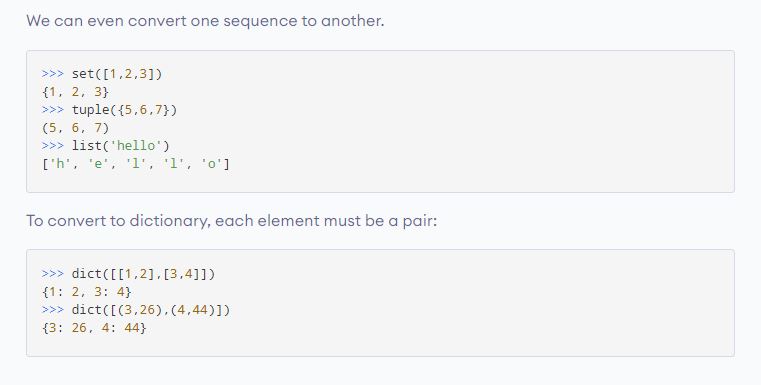 We can even convert one sequence to another.
>>> set([1,2,3])
{1, 2, 3}
>>> tuple({5,6,7})
(5, 6, 7)
>>> list('hello')
['h', 'e', 'l', 'l', 'o']
To convert to dictionary, each element must be a pair:
>>> dict([[1,2],[3,4]])
{1: 2, 3: 4}
>>> dict([(3,26),(4,44)])
{3: 26, 4: 44}